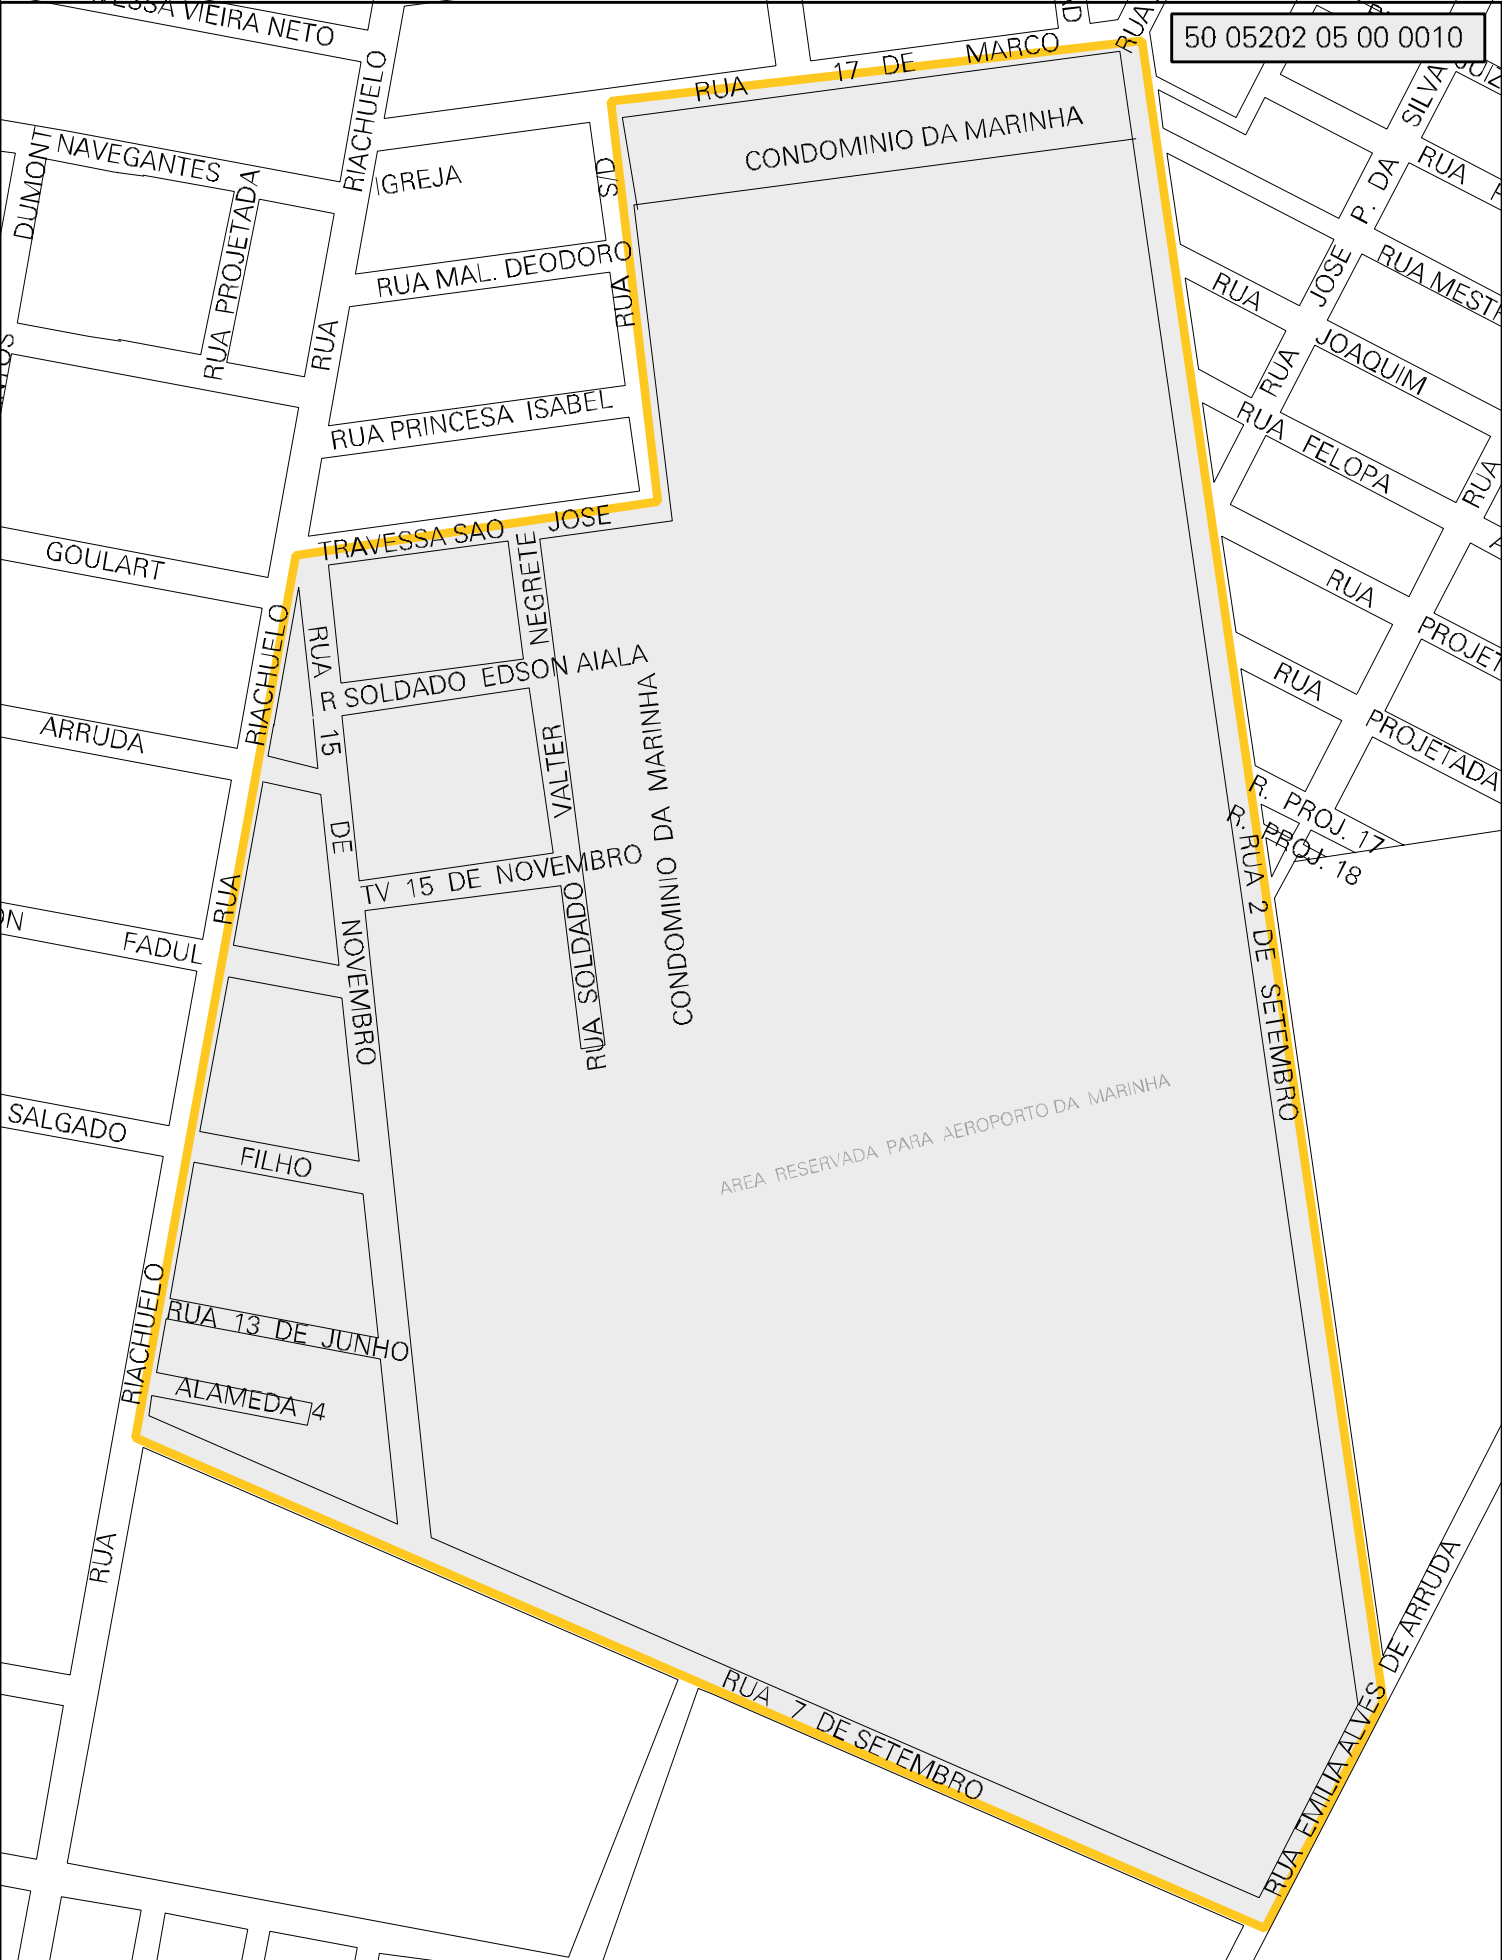 50 05202 05 00 0010
VIEIRA NETO
RUA
RUA 17 DE MARCO
CONDOMINIO DA MARINHA
NAVEGANTES
DUMONT
RUA PROJETADA
RIACHUELO
RUA
IGREJA
S/D
RUA
RUA MAL. DEODORO
RUA PRINCESA ISABEL
TRAVESSA SAO JOSE
SILVA
P. DA
JOSE
RUA
RUA
RUA MEST
RUA
JOAQUIM
RUA FELOPA
RUA
RUA
PROJET
RUA
PROJETADA
R. PROJ. 17
R. PROJ. 18
GOULART
ARRUDA
FADUL
SALGADO
RIACHUELO
RUA
RIACHUELO
RUA
RUA 15 DE NOVEMBRO
R SOLDADO EDSON AIALA
TV 15 DE NOVEMBRO
RUA SOLDADO VALTER NEGRETE
CONDOMINIO DA MARINHA
RUA 2 DE SETEMBRO
AREA RESERVADA PARA AEROPORTO DA MARINHA
FILHO
RUA 13 DE JUNHO
ALAMEDA 4
RUA 7 DE SETEMBRO
RUA EMILIA ALVES DE ARRUDA